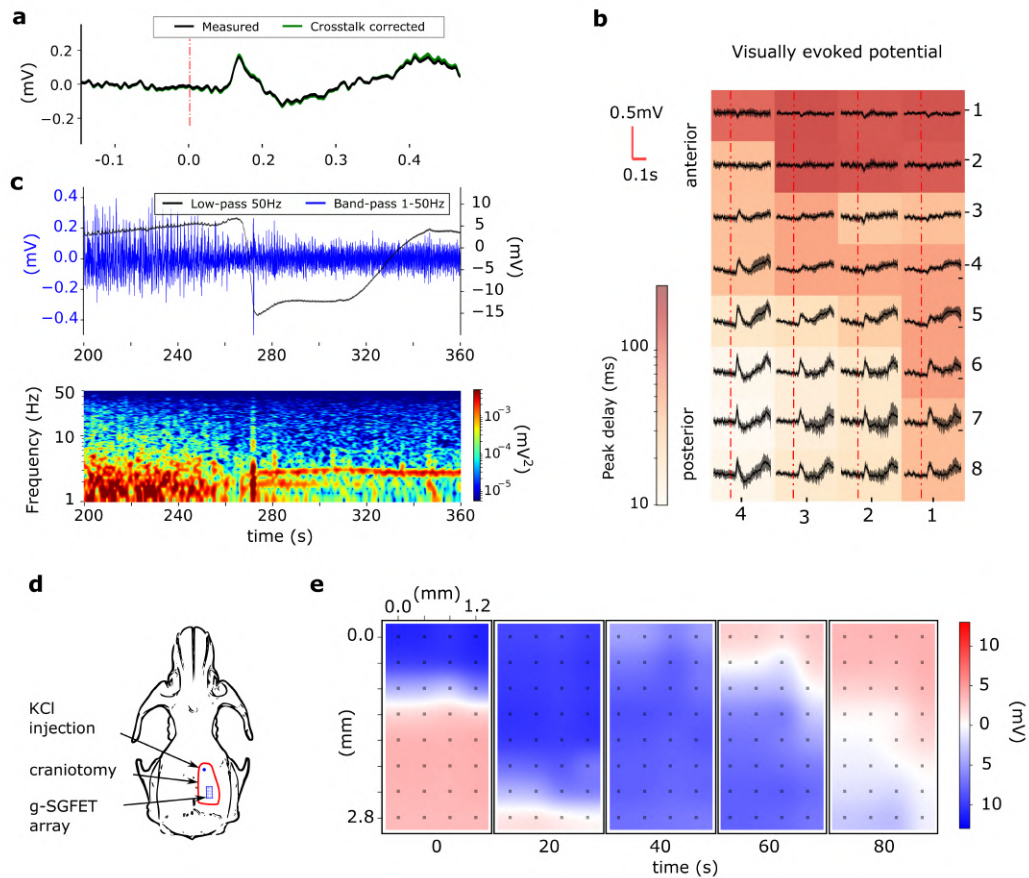 a
Measured
Crosstalk corrected
(mV)
0.2
0.0
−0.2
-0.1
0.0
0.2
0.4
b
Visually evoked potential
0.5mV
0.1s
anterior
posterior
1
2
3
4
5
6
7
8
4
3
2
1
Peak delay (ms)
100
10
c
Low-pass 50Hz
Band-pass 1-50Hz
(mV)
0.4
0.2
0.0
−0.2
−0.4
10
5
0
−5
−10
−15
(mV)
200
240
280
320
360
Frequency (Hz)
50
10
1
200
240
260
280
320
360
time (s)
10⁻³
10⁻⁴
10⁻⁵
(mV²)
d
KCl
injection
craniotomy
g-SGFET
array
e
(mm)
0.0
1.2
0.0
(mm)
2.8
0
20
40
60
80
time (s)
10
5
0
5
10
(mV)